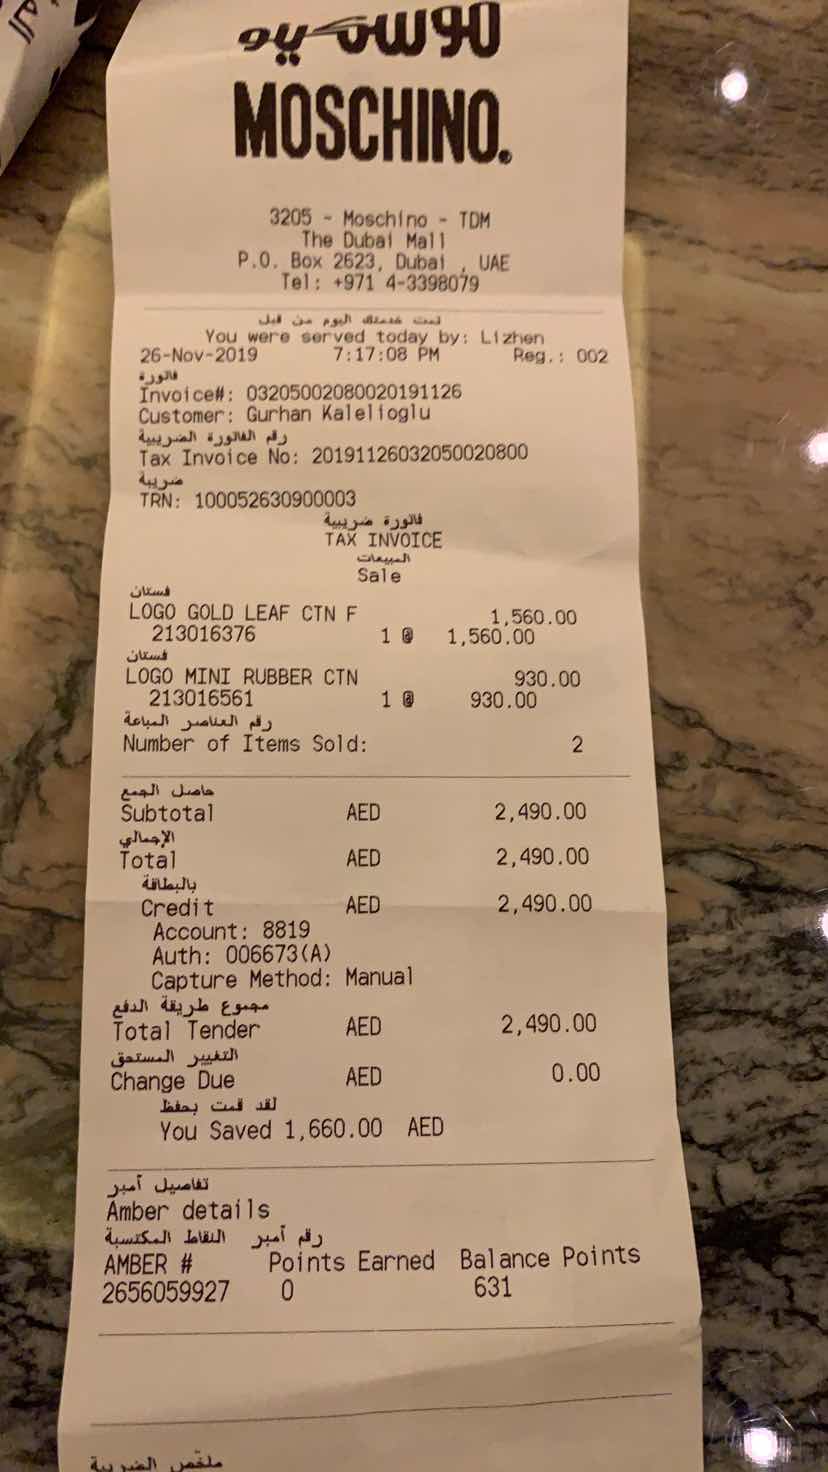 موسكينو
MOSCHINO.
3205 - Moschino - TDM
The Dubai Mall
P.O. Box 2623, Dubai , UAE
Tel: +971 4-3398079
تمت خدمتك اليوم من قبل
You were served today by: Lizhen
26-Nov-2019 7:17:08 PM Reg.: 002
فاتورة
Invoice#: 03205002080020191126
Customer: Gurhan Kalelioglu
رقم الفاتورة الضريبية
Tax Invoice No: 20191126032050020800
ضريبة
TRN: 100052630900003
فاتورة ضريبية
TAX INVOICE
المبيعات
Sale
فستان
LOGO GOLD LEAF CTN F 1,560.00
213016376 1 @ 1,560.00
فستان
LOGO MINI RUBBER CTN 930.00
213016561 1 @ 930.00
رقم العناصر المباعة
Number of Items Sold: 2
حاصل الجمع
Subtotal AED 2,490.00
الإجمالي
Total AED 2,490.00
بالبطاقة
Credit AED 2,490.00
Account: 8819
Auth: 006673(A)
Capture Method: Manual
مجموع طريقة الدفع
Total Tender AED 2,490.00
التغيير المستحق
Change Due AED 0.00
لقد قمت بحفظ
You Saved 1,660.00 AED
تفاصيل أمبر
Amber details
رقم أمبر النقاط المكتسبة
AMBER # Points Earned Balance Points
2656059927 0 631
ملخص الضريبة